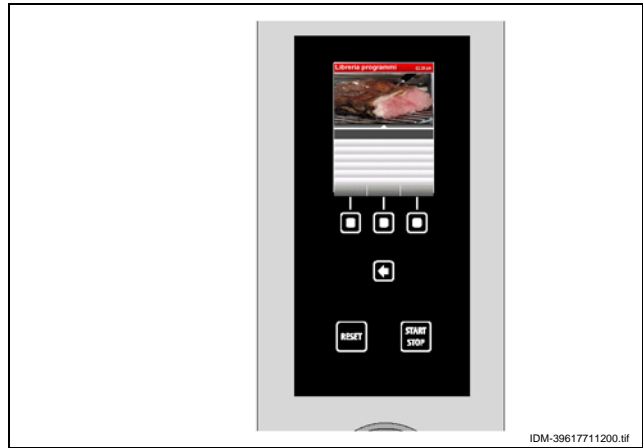 Libreria programmi
RESET
START
STOP
IDM-39617711200.tif